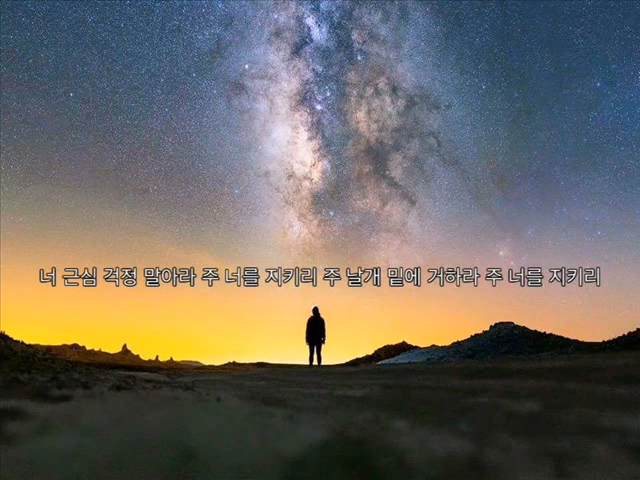 너 근심 걱정 말아라 주 너를 지키리 주 날개 밑에 거하라 주 너를 지키리